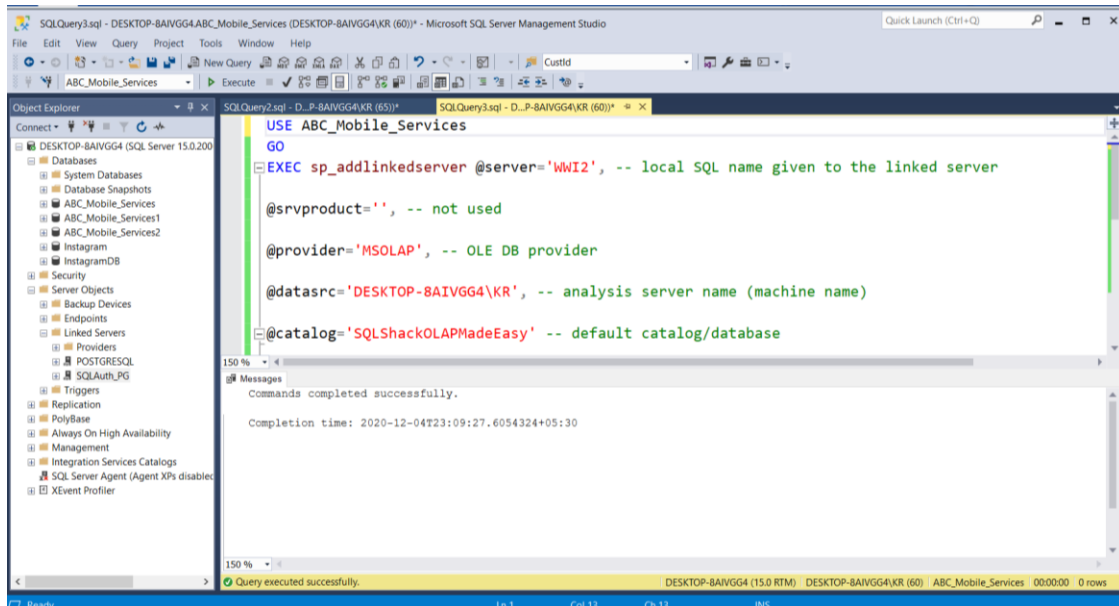 SQLQuery3.sql - DESKTOP-8AIVGG4.ABC_Mobile_Services (DESKTOP-8AIVGG4\KR (60))* - Microsoft SQL Server Management Studio
Quick Launch (Ctrl+Q)
File Edit View Query Project Tools Window Help
New Query
CustId
ABC_Mobile_Services
Execute
Object Explorer
SQLQuery2.sql - D...P-8AIVGG4\KR (65))*
SQLQuery3.sql - D...P-8AIVGG4\KR (60))*
Connect
DESKTOP-8AIVGG4 (SQL Server 15.0.200
Databases
System Databases
Database Snapshots
ABC_Mobile_Services
ABC_Mobile_Services1
ABC_Mobile_Services2
Instagram
InstagramDB
Security
Server Objects
Backup Devices
Endpoints
Linked Servers
Providers
POSTGRESQL
SQLAuth_PG
Triggers
Replication
PolyBase
Always On High Availability
Management
Integration Services Catalogs
SQL Server Agent (Agent XPs disabled
XEvent Profiler
USE ABC_Mobile_Services
GO
EXEC sp_addlinkedserver @server='WWI2', -- local SQL name given to the linked server
@srvproduct='', -- not used
@provider='MSOLAP', -- OLE DB provider
@datasrc='DESKTOP-8AIVGG4\KR', -- analysis server name (machine name)
@catalog='SQLShackOLAPMadeEasy' -- default catalog/database
150 %
Messages
Commands completed successfully.
Completion time: 2020-12-04T23:09:27.6054324+05:30
150 %
Query executed successfully.
DESKTOP-8AIVGG4 (15.0 RTM) DESKTOP-8AIVGG4\KR (60) ABC_Mobile_Services 00:00:00 0 rows
Ready
Ln 1 Col 13 Ch 13 INS